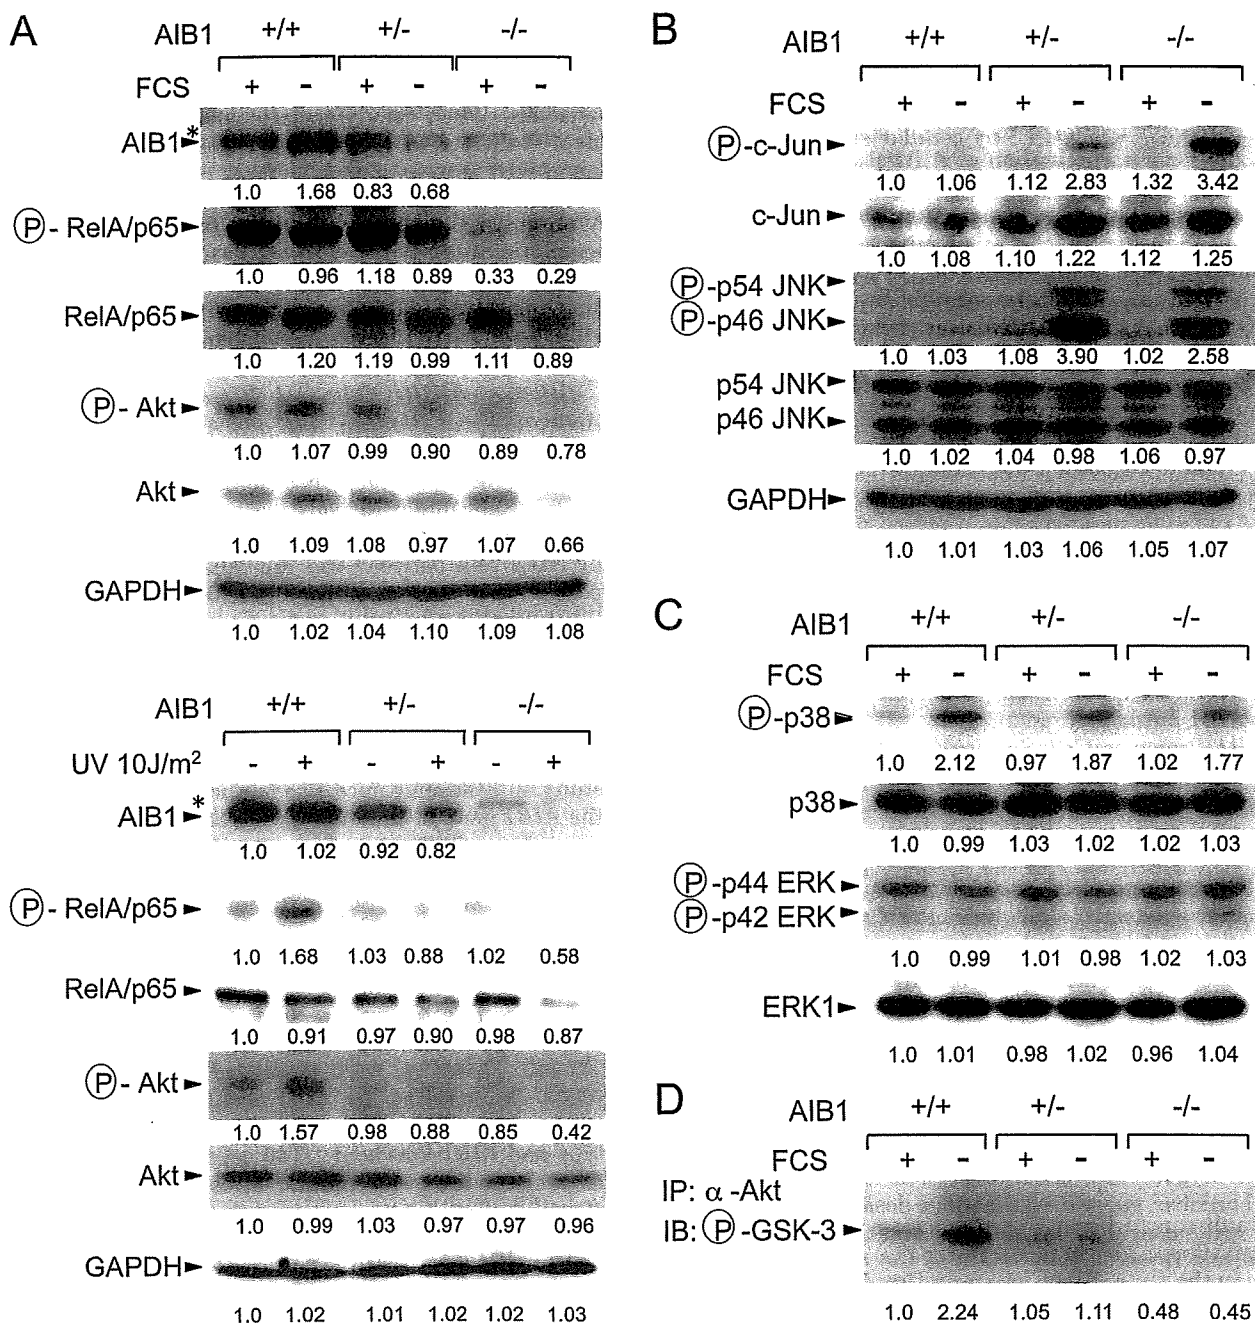 A
AIB1 +/+ +/- -/-
FCS + - + - + -
*
AIB1
1.0 1.68 0.83 0.68
P - RelA/p65
1.0 0.96 1.18 0.89 0.33 0.29
RelA/p65
1.0 1.20 1.19 0.99 1.11 0.89
P - Akt
1.0 1.07 0.99 0.90 0.89 0.78
Akt
1.0 1.09 1.08 0.97 1.07 0.66
GAPDH
1.0 1.02 1.04 1.10 1.09 1.08
AIB1 +/+ +/- -/-
UV 10J/m² - + - + - +
*
AIB1
1.0 1.02 0.92 0.82
P - RelA/p65
1.0 1.68 1.03 0.88 1.02 0.58
RelA/p65
1.0 0.91 0.97 0.90 0.98 0.87
P - Akt
1.0 1.57 0.98 0.88 0.85 0.42
Akt
1.0 0.99 1.03 0.97 0.97 0.96
GAPDH
1.0 1.02 1.01 1.02 1.02 1.03
B
AIB1 +/+ +/- -/-
FCS + - + - + -
P -c-Jun
1.0 1.06 1.12 2.83 1.32 3.42
c-Jun
1.0 1.08 1.10 1.22 1.12 1.25
P -p54 JNK
P -p46 JNK
1.0 1.03 1.08 3.90 1.02 2.58
p54 JNK
p46 JNK
1.0 1.02 1.04 0.98 1.06 0.97
GAPDH
1.0 1.01 1.03 1.06 1.05 1.07
C
AIB1 +/+ +/- -/-
FCS + - + - + -
P -p38
1.0 2.12 0.97 1.87 1.02 1.77
p38
1.0 0.99 1.03 1.02 1.02 1.03
P -p44 ERK
P -p42 ERK
1.0 0.99 1.01 0.98 1.02 1.03
ERK1
1.0 1.01 0.98 1.02 0.96 1.04
D
AIB1 +/+ +/- -/-
FCS + - + - + -
IP: α -Akt
IB: P -GSK-3
1.0 2.24 1.05 1.11 0.48 0.45